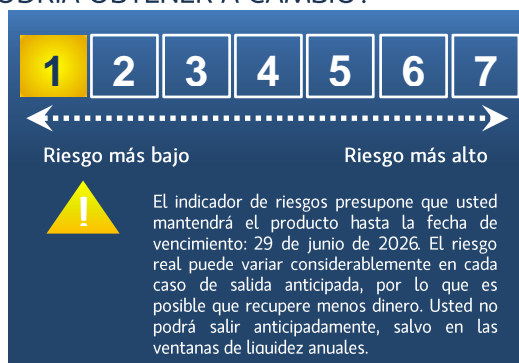 PODRÍA OBTENER A CAMBIO?
1 2 3 4 5 6 7
Riesgo más bajo Riesgo más alto
!
El indicador de riesgos presupone que usted
mantendrá el producto hasta la fecha de
vencimiento: 29 de junio de 2026. El riesgo
real puede variar considerablemente en cada
caso de salida anticipada, por lo que es
posible que recupere menos dinero. Usted no
podrá salir anticipadamente, salvo en las
ventanas de liquidez anuales.